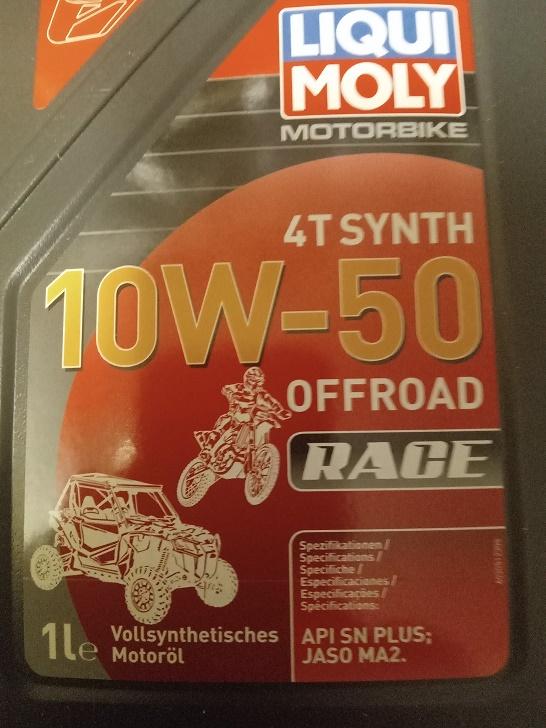 LIQUI
MOLY
MOTORBIKE
4T SYNTH
10W-50
OFFROAD
RACE
Spezifikationen /
Specifications /
Specifiche /
Especificaciones /
Especificações /
Spécifications:
API SN PLUS;
JASO MA2.
1l e
Vollsynthetisches
Motoröl